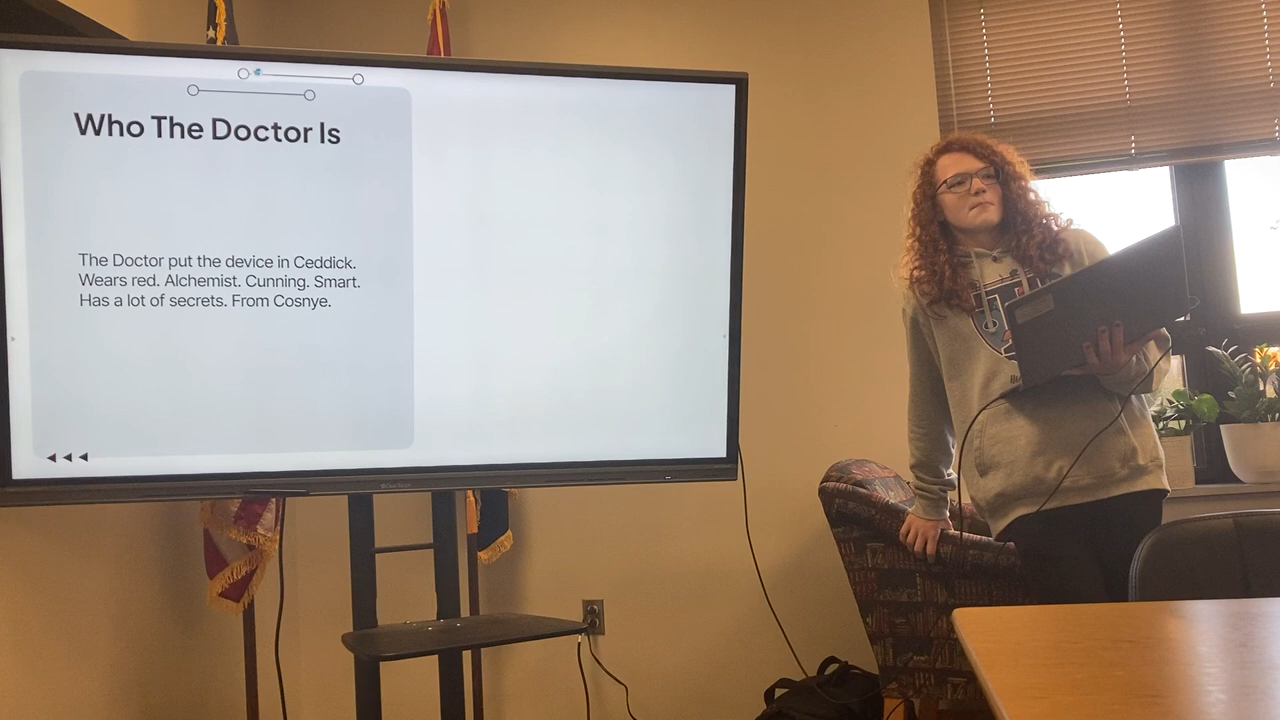 Who The Doctor Is
The Doctor put the device in Ceddick.
Wears red. Alchemist. Cunning. Smart.
Has a lot of secrets. From Cosnye.